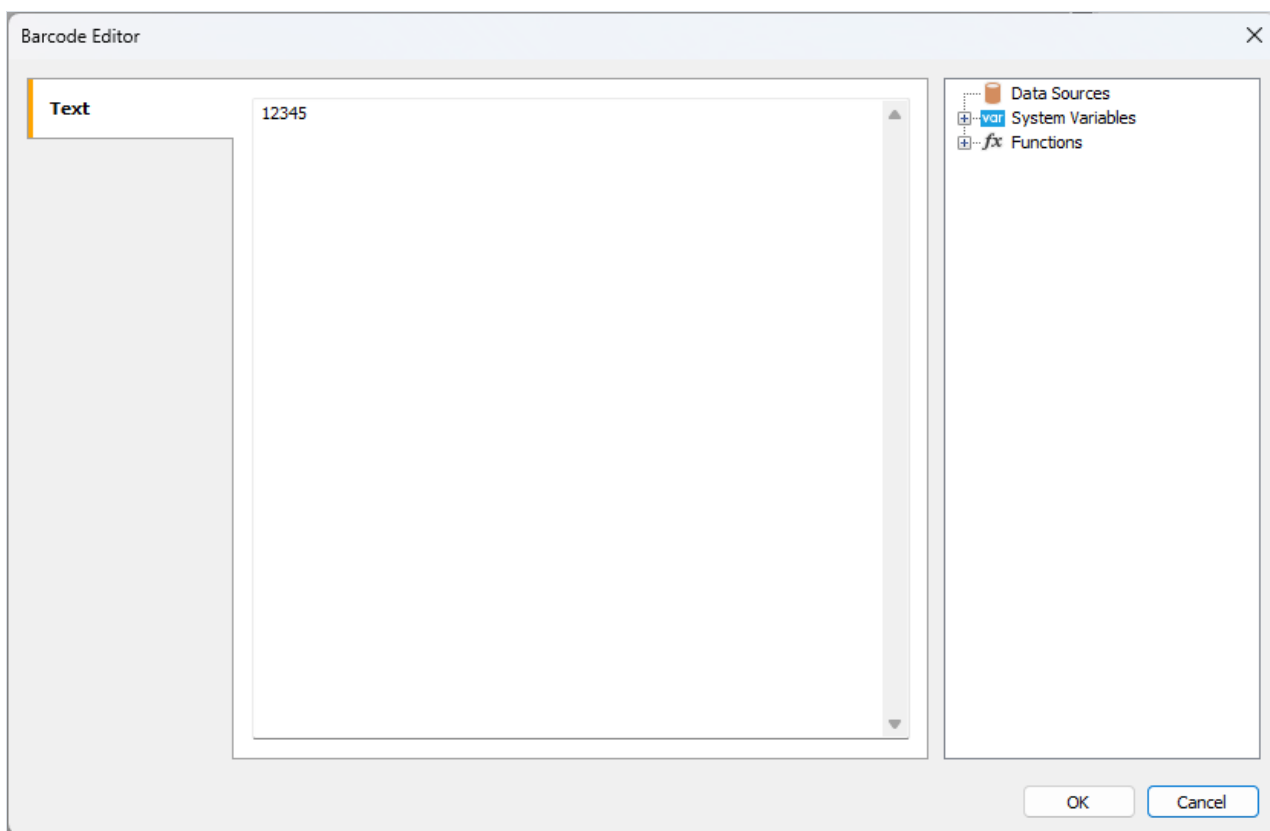 Barcode Editor
Text
12345
Data Sources
var System Variables
fx Functions
OK
Cancel